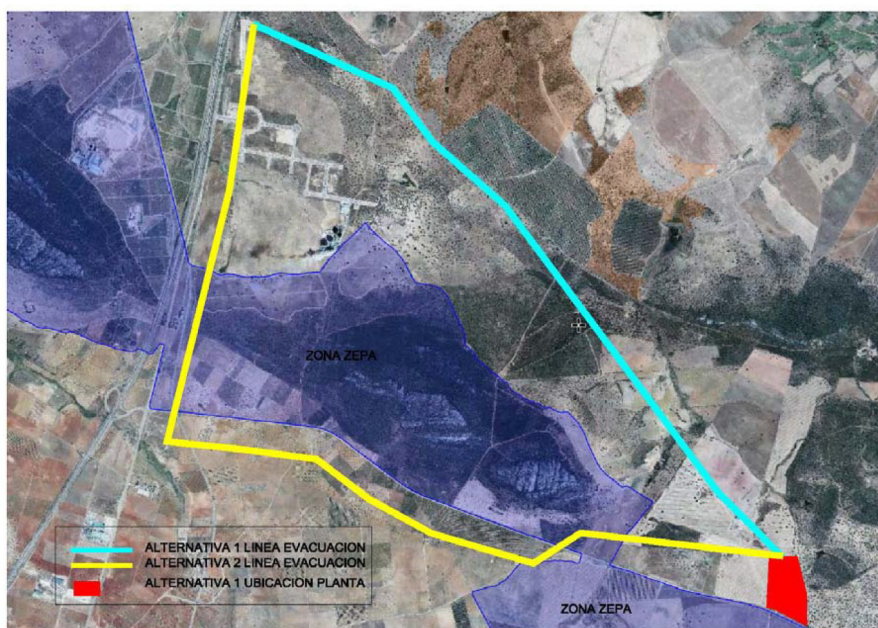 ZONA ZEPA
ALTERNATIVA 1 LINEA EVACUACION
ALTERNATIVA 2 LINEA EVACUACION
ALTERNATIVA 1 UBICACION PLANTA
ZONA ZEPA